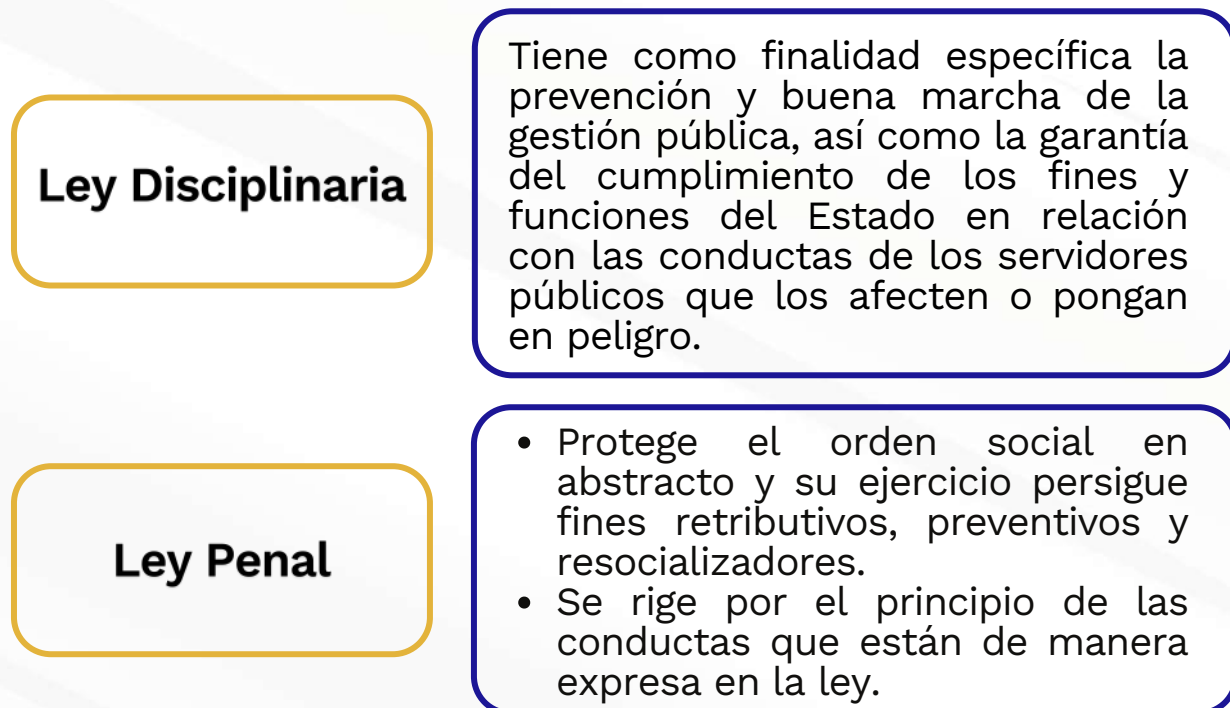 Ley Disciplinaria
Tiene como finalidad específica la
prevención y buena marcha de la
gestión pública, así como la garantía
del cumplimiento de los fines y
funciones del Estado en relación
con las conductas de los servidores
públicos que los afecten o pongan
en peligro.
Ley Penal
• Protege el orden social en
abstracto y su ejercicio persigue
fines retributivos, preventivos y
resocializadores.
• Se rige por el principio de las
conductas que están de manera
expresa en la ley.